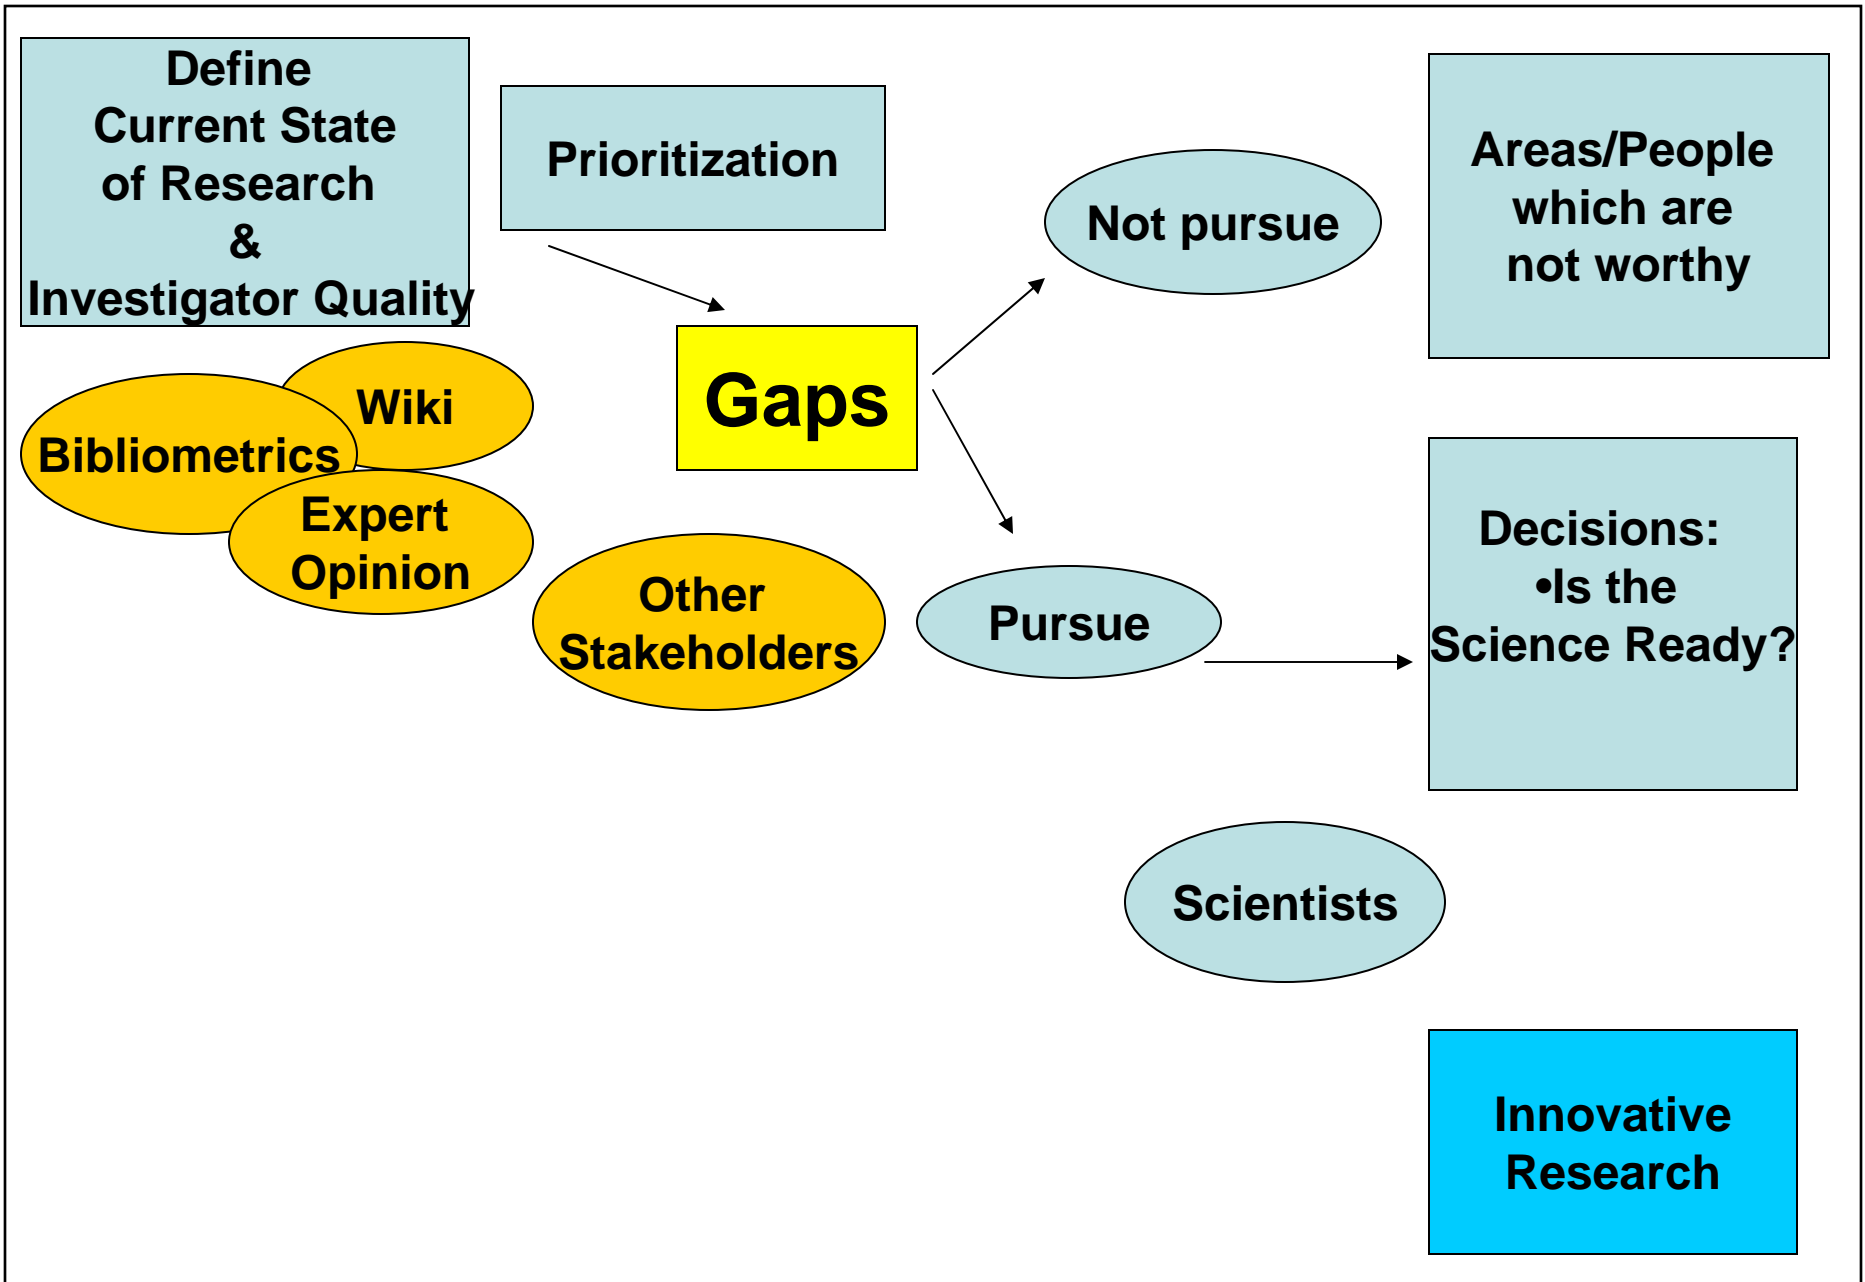 Define
Current State
of Research
&
Investigator Quality
Prioritization
Not pursue
Areas/People
which are
not worthy
Gaps
Wiki
Bibliometrics
Expert
Opinion
Other
Stakeholders
Pursue
Decisions:
•Is the
Science Ready?
Scientists
Innovative
Research